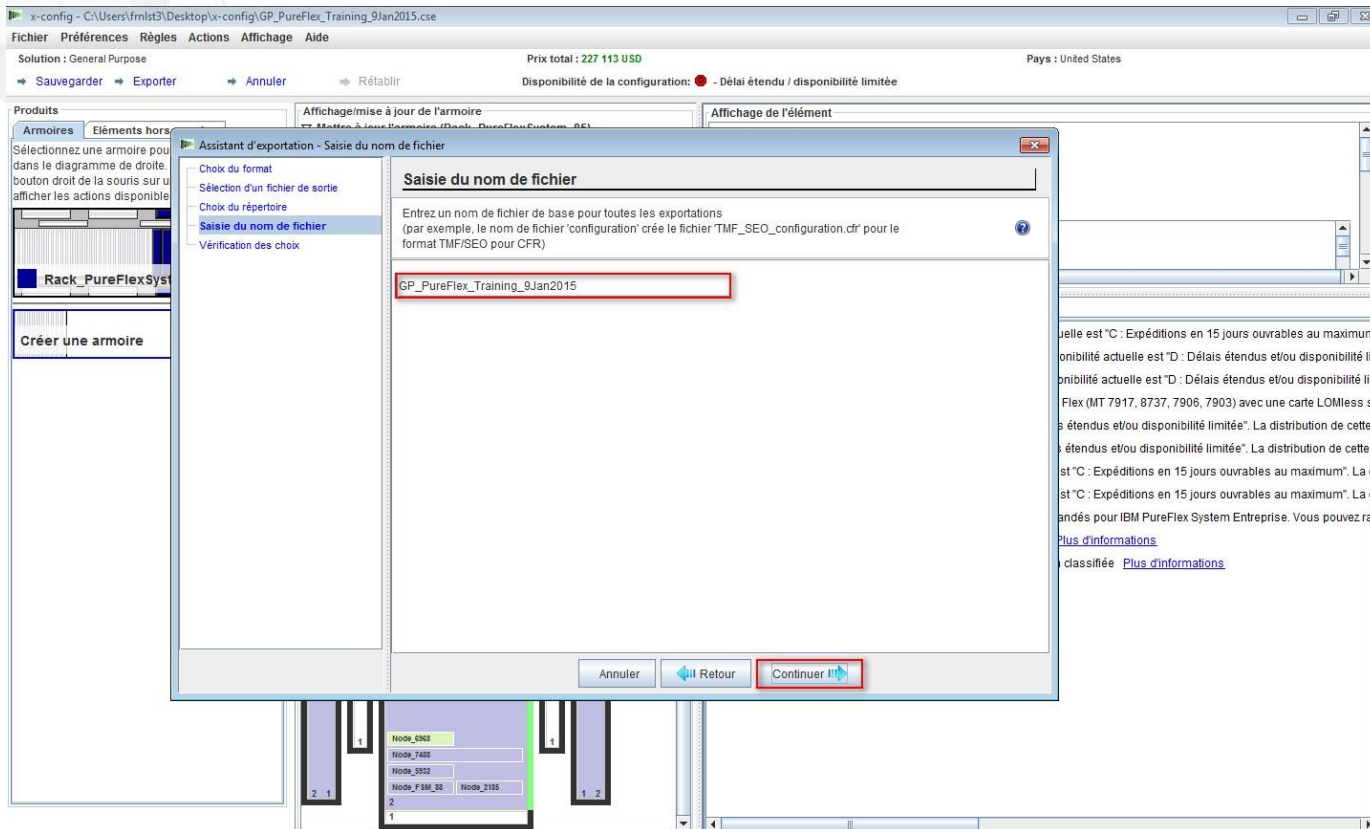 x-config - C:\Users\frnlst3\Desktop\x-config\GP_PureFlex_Training_9Jan2015.cse
Fichier Préférences Règles Actions Affichage Aide
Solution : General Purpose
Prix total : 227 113 USD
Pays : United States
Sauvegarder Exporter Annuler Rétablir
Disponibilité de la configuration: - Délai étendu / disponibilité limitée
Produits
Armoires Eléments hors
Sélectionnez une armoire pou
dans le diagramme de droite.
bouton droit de la souris sur u
afficher les actions disponible
Rack_PureFlexSyst
Créer une armoire
Affichage/mise à jour de l'armoire
Mettre à jour l'armoire (Rack_PureFlexSystem_85)
Affichage de l'élément
Assistant d'exportation - Saisie du nom de fichier
Choix du format
Sélection d'un fichier de sortie
Choix du répertoire
Saisie du nom de fichier
Vérification des choix
Saisie du nom de fichier
Entrez un nom de fichier de base pour toutes les exportations
(par exemple, le nom de fichier 'configuration' crée le fichier 'TMF_SEO_configuration.cfr' pour le
format TMF/SEO pour CFR)
GP_PureFlex_Training_9Jan2015
Annuler Retour Continuer
uelle est "C : Expéditions en 15 jours ouvrables au maximum
onibilité actuelle est "D : Délais étendus et/ou disponibilité li
onibilité actuelle est "D : Délais étendus et/ou disponibilité li
Flex (MT 7917, 8737, 7906, 7903) avec une carte LOMless s
s étendus et/ou disponibilité limitée". La distribution de cette
s étendus et/ou disponibilité limitée". La distribution de cette
st "C : Expéditions en 15 jours ouvrables au maximum". La
st "C : Expéditions en 15 jours ouvrables au maximum". La
andés pour IBM PureFlex System Entreprise. Vous pouvez ra
Plus d'informations
classifiée Plus d'informations
Node_6968
Node_7488
Node_5932
Node_FSM_88 Node_2185
2
1
1
1
2 1
1 2